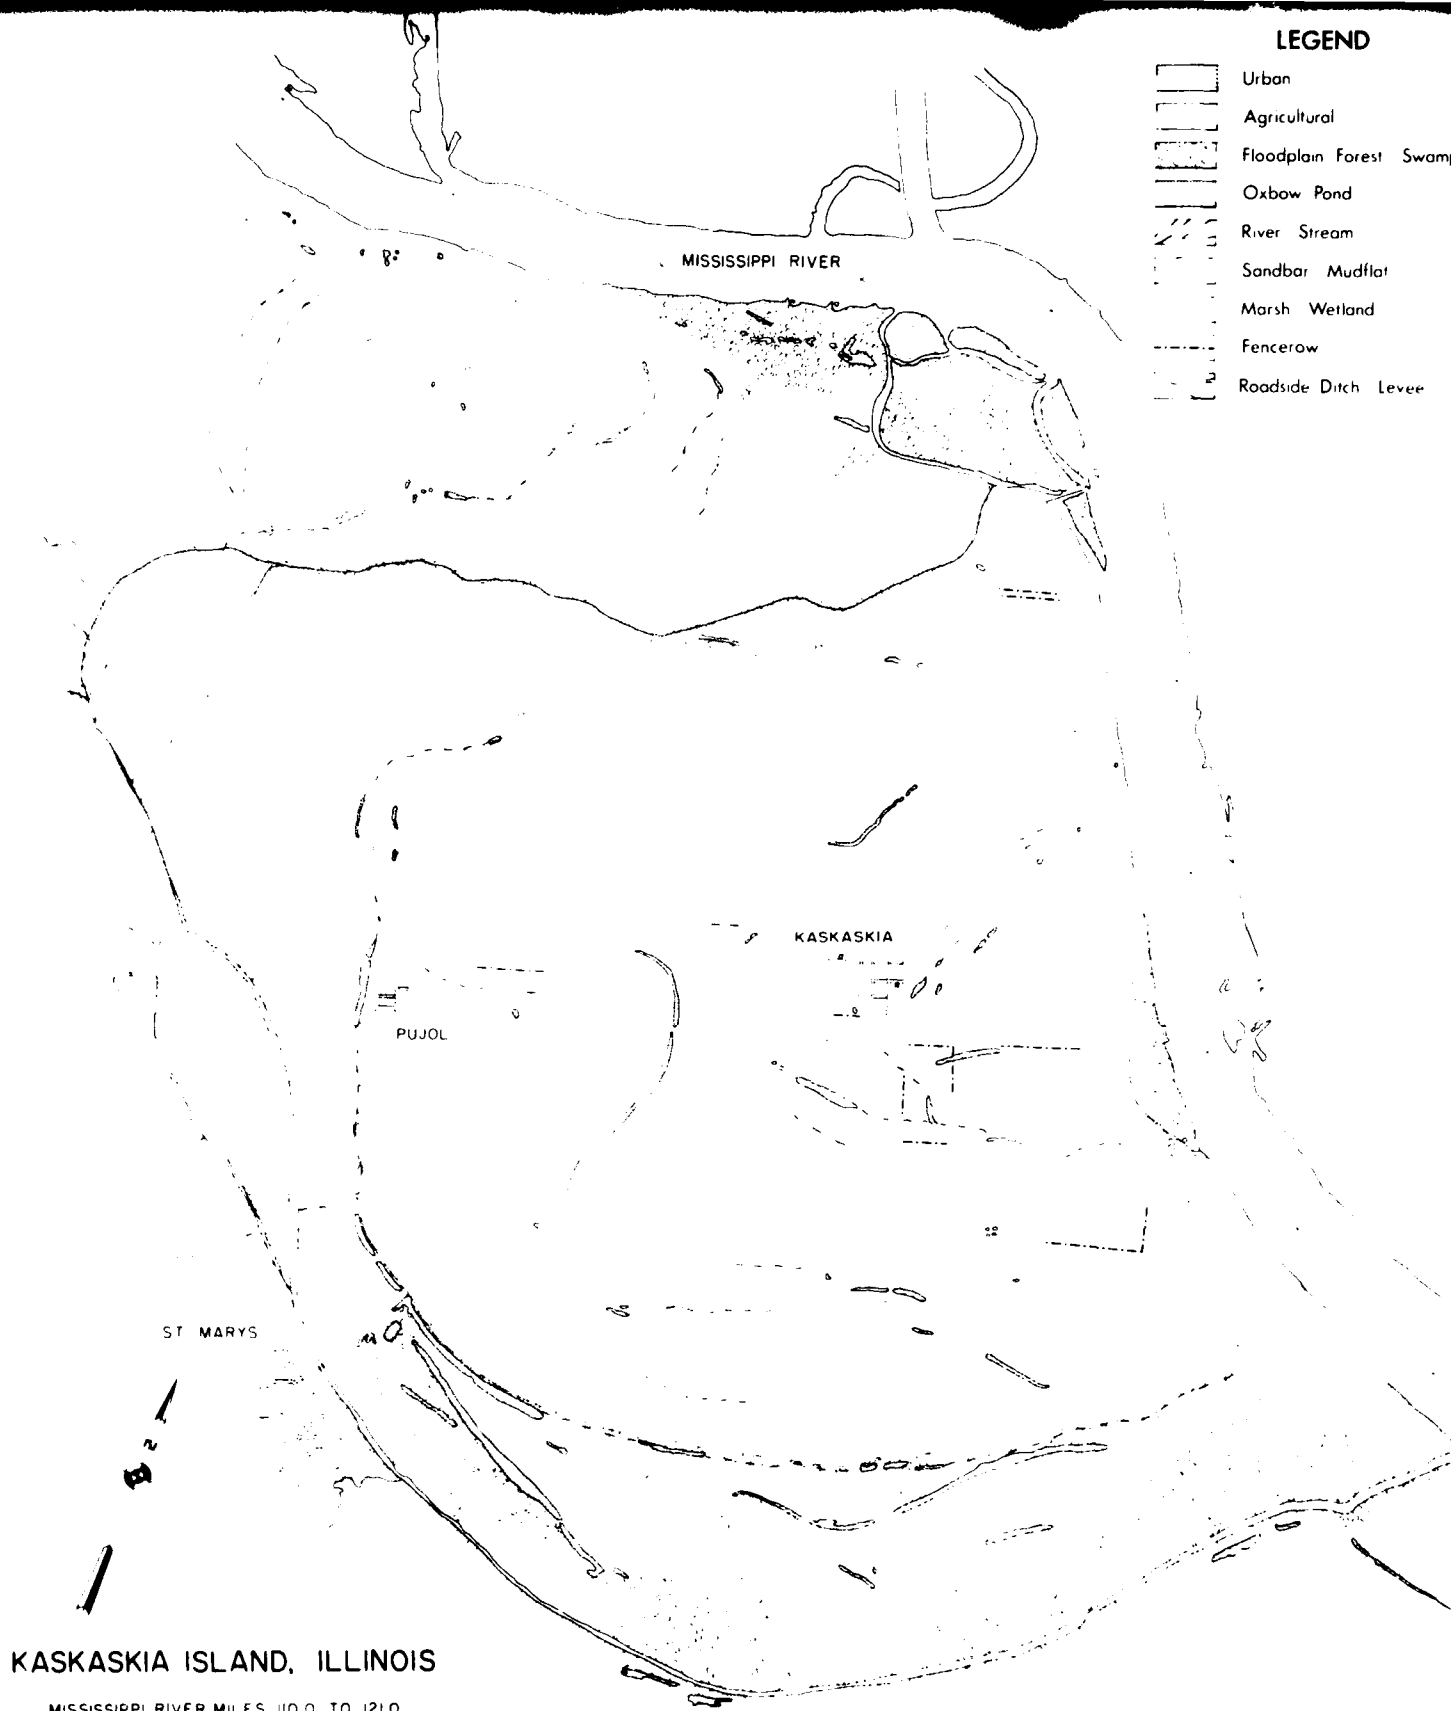 LEGEND
Urban
Agricultural
Floodplain Forest Swamp
Oxbow Pond
River Stream
Sandbar Mudflat
Marsh Wetland
Fencerow
Roadside Ditch Levee
MISSISSIPPI RIVER
KASKASKIA
PUJOL
ST MARYS
N
KASKASKIA ISLAND, ILLINOIS
MISSISSIPPI RIVER MILES 110.0 TO 121.0